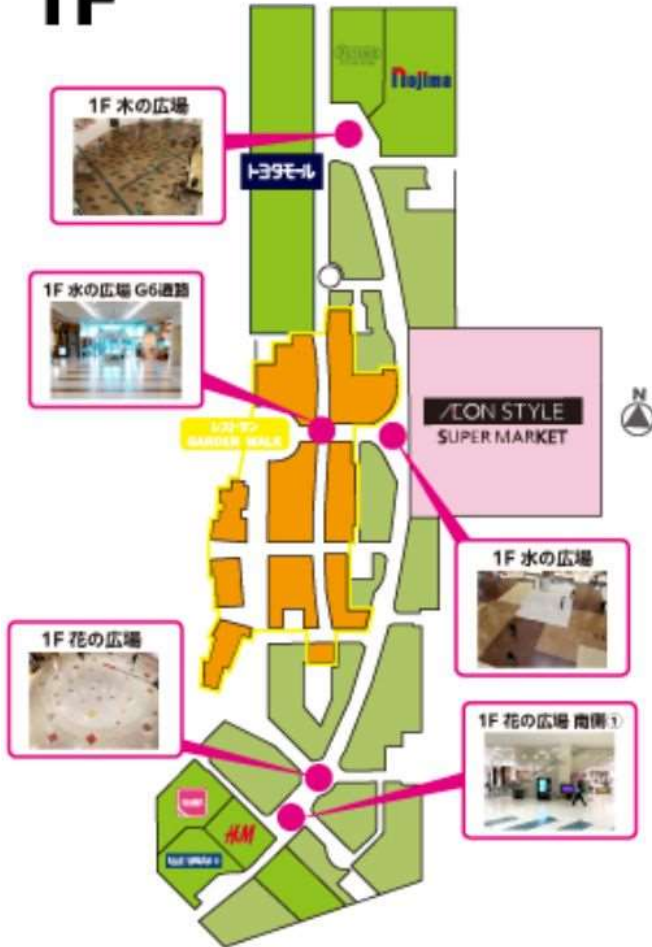 1F
nojima
1F 木の広場
トヨタモール
1F 水の広場 G6通路
レストラン
GARDEN WALK
ÆON STYLE
SUPER MARKET
N
1F 水の広場
1F 花の広場
1F 花の広場 南側①
H&M